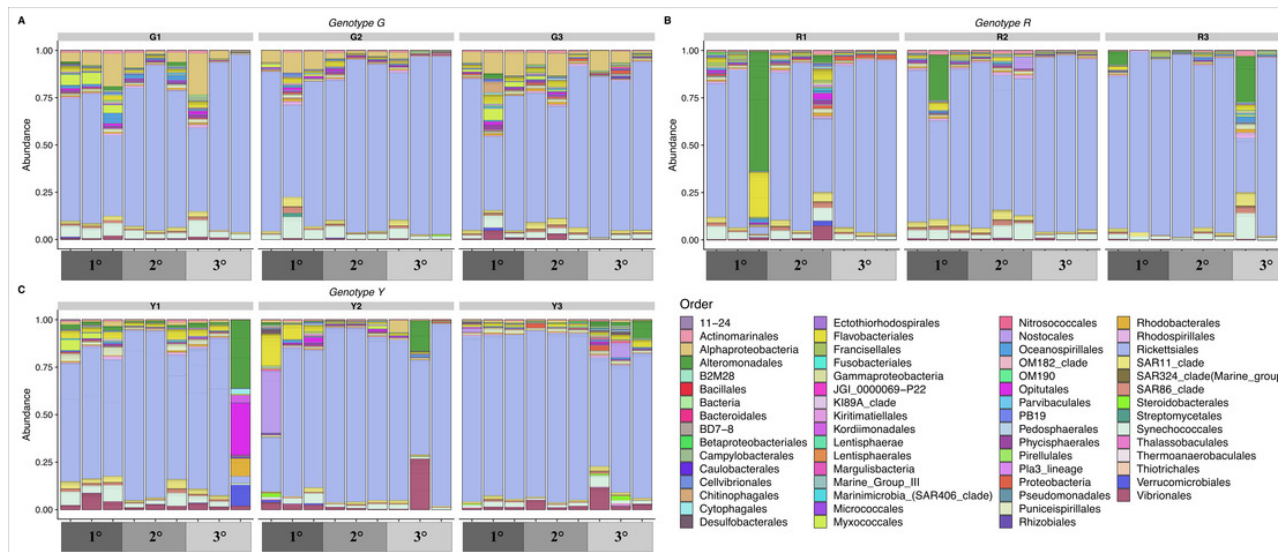 A
Genotype G
G1 G2 G3
1.00
0.75
0.50
0.25
0.00
Abundance
1° 2° 3° 1° 2° 3° 1° 2° 3°
B
Genotype R
R1 R2 R3
1.00
0.75
0.50
0.25
0.00
Abundance
1° 2° 3° 1° 2° 3° 1° 2° 3°
C
Genotype Y
Y1 Y2 Y3
1.00
0.75
0.50
0.25
0.00
Abundance
1° 2° 3° 1° 2° 3° 1° 2° 3°
Order
11-24
Actinomarinales
Alphaproteobacteria
Alteromonadales
B2M28
Bacillales
Bacteria
Bacteroidales
BD7-8
Betaproteobacteriales
Campylobacterales
Caulobacterales
Cellvibrionales
Chitinophagales
Cytophagales
Desulfobacterales
Ectothiorhodospirales
Flavobacteriales
Francisellales
Fusobacteriales
Gammaproteobacteria
JGI_0000069-P22
KI89A_clade
Kiritimatiellales
Kordiimonadales
Lentisphaerae
Lentisphaerales
Margulisbacteria
Marine_Group_III
Marinimicrobia_(SAR406_clade)
Micrococcales
Myxococcales
Nitrosococcales
Nostocales
Oceanospirillales
OM182_clade
OM190
Opitutales
Parvibaculales
PB19
Pedosphaerales
Phycisphaerales
Pirellulales
Pla3_lineage
Proteobacteria
Pseudomonadales
Puniceispirillales
Rhizobiales
Rhodobacterales
Rhodospirillales
Rickettsiales
SAR11_clade
SAR324_clade(Marine_group
SAR86_clade
Steroidobacterales
Streptomycetales
Synechococcales
Thalassobaculales
Thermoanaerobaculales
Thiotrichales
Verrucomicrobiales
Vibrionales